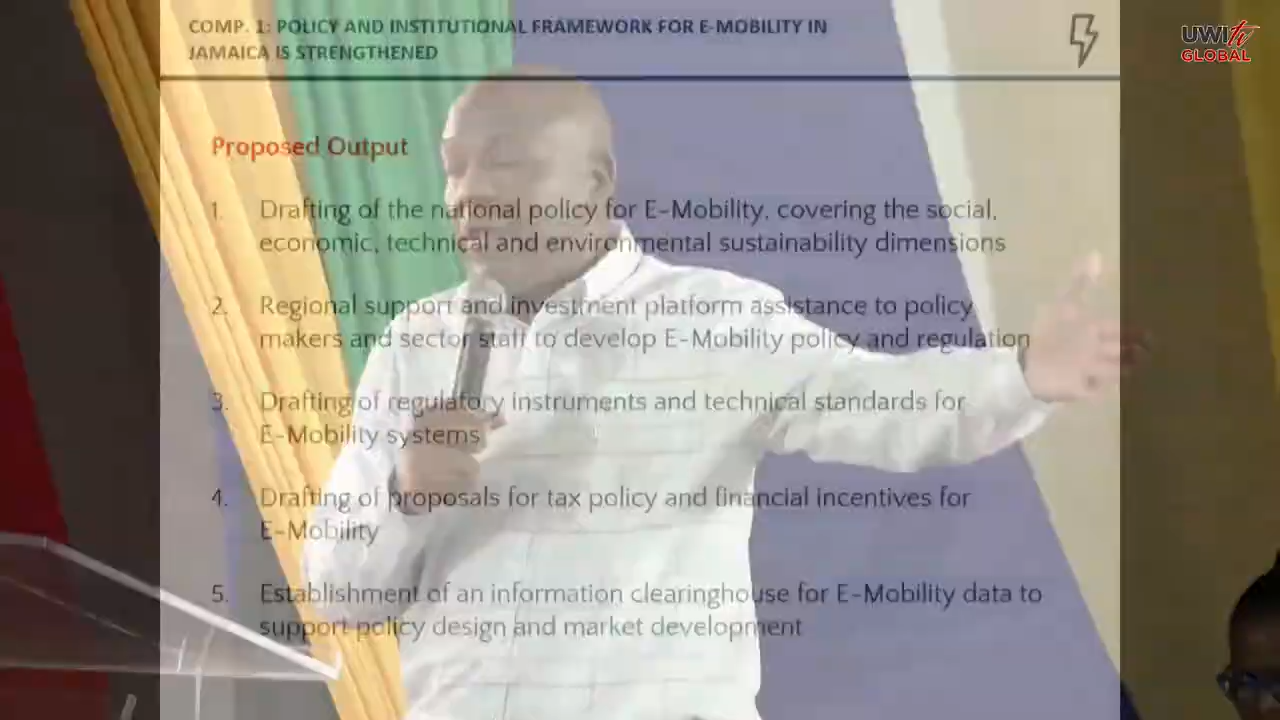 COMP. 1: POLICY AND INSTITUTIONAL FRAMEWORK FOR E-MOBILITY IN
JAMAICA IS STRENGTHENED
UWItv
GLOBAL
Proposed Output
1. Drafting of the national policy for E-Mobility, covering the social,
economic, technical and environmental sustainability dimensions
2. Regional support and investment platform assistance to policy
makers and sector staff to develop E-Mobility policy and regulation
3. Drafting of regulatory instruments and technical standards for
E-Mobility systems
4. Drafting of proposals for tax policy and financial incentives for
E-Mobility
5. Establishment of an information clearinghouse for E-Mobility data to
support policy design and market development